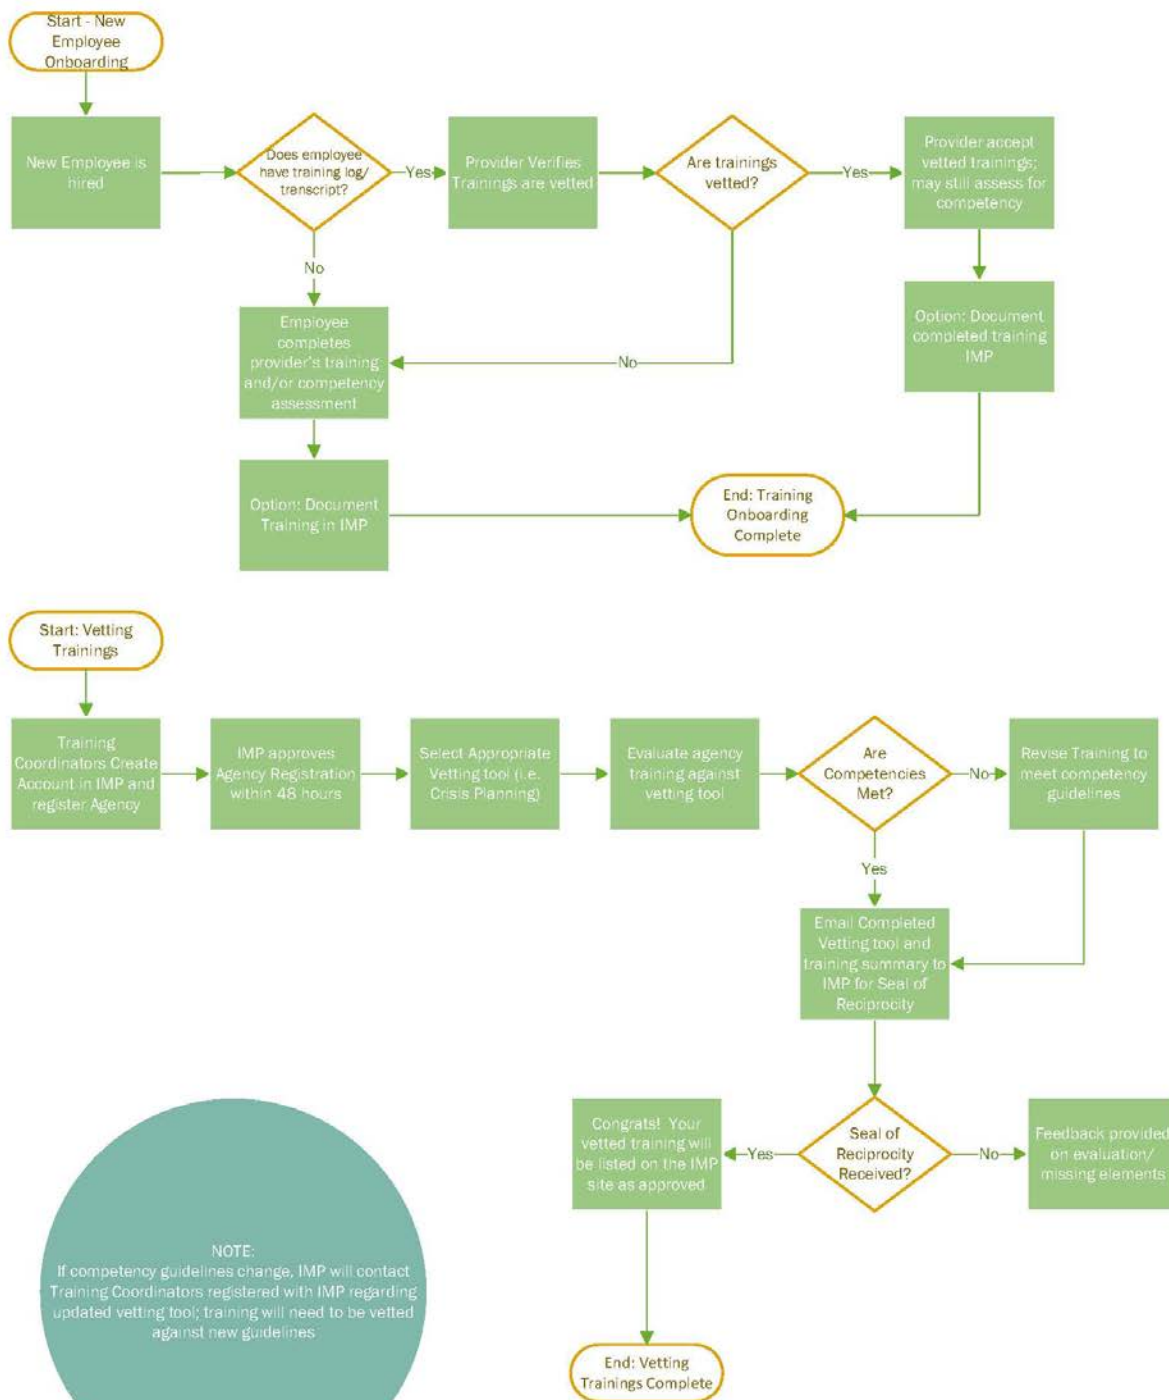 Start - New
Employee
Onboarding
New Employee is
hired
Does employee
have training log/
transcript?
Yes
Provider Verifies
Trainings are vetted
Are trainings
vetted?
Yes
Provider accept
vetted trainings;
may still assess for
competency
No
Employee
completes
provider's training
and/or competency
assessment
No
Option: Document
completed training
IMP
Option: Document
Training in IMP
End: Training
Onboarding
Complete
Start: Vetting
Trainings
Training
Coordinators Create
Account in IMP and
register Agency
IMP approves
Agency Registration
within 48 hours
Select Appropriate
Vetting tool (i.e.
Crisis Planning)
Evaluate agency
training against
vetting tool
Are
Competencies
Met?
No
Revise Training to
meet competency
guidelines
Yes
Email Completed
Vetting tool and
training summary to
IMP for Seal of
Reciprocity
Congrats! Your
vetted training will
be listed on the IMP
site as approved
Yes
Seal of
Reciprocity
Received?
No
Feedback provided
on evaluation/
missing elements
NOTE:
If competency guidelines change, IMP will contact
Training Coordinators registered with IMP regarding
updated vetting tool; training will need to be vetted
against new guidelines
End: Vetting
Trainings Complete